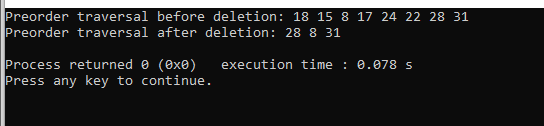 Preorder traversal before deletion: 18 15 8 17 24 22 28 31
Preorder traversal after deletion: 28 8 31
Process returned 0 (0x0)   execution time : 0.078 s
Press any key to continue.